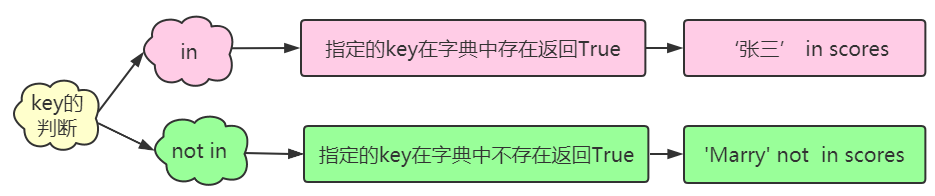 key的
判断
in
指定的key在字典中存在返回True
‘张三’ in scores
not in
指定的key在字典中不存在返回True
'Marry' not in scores